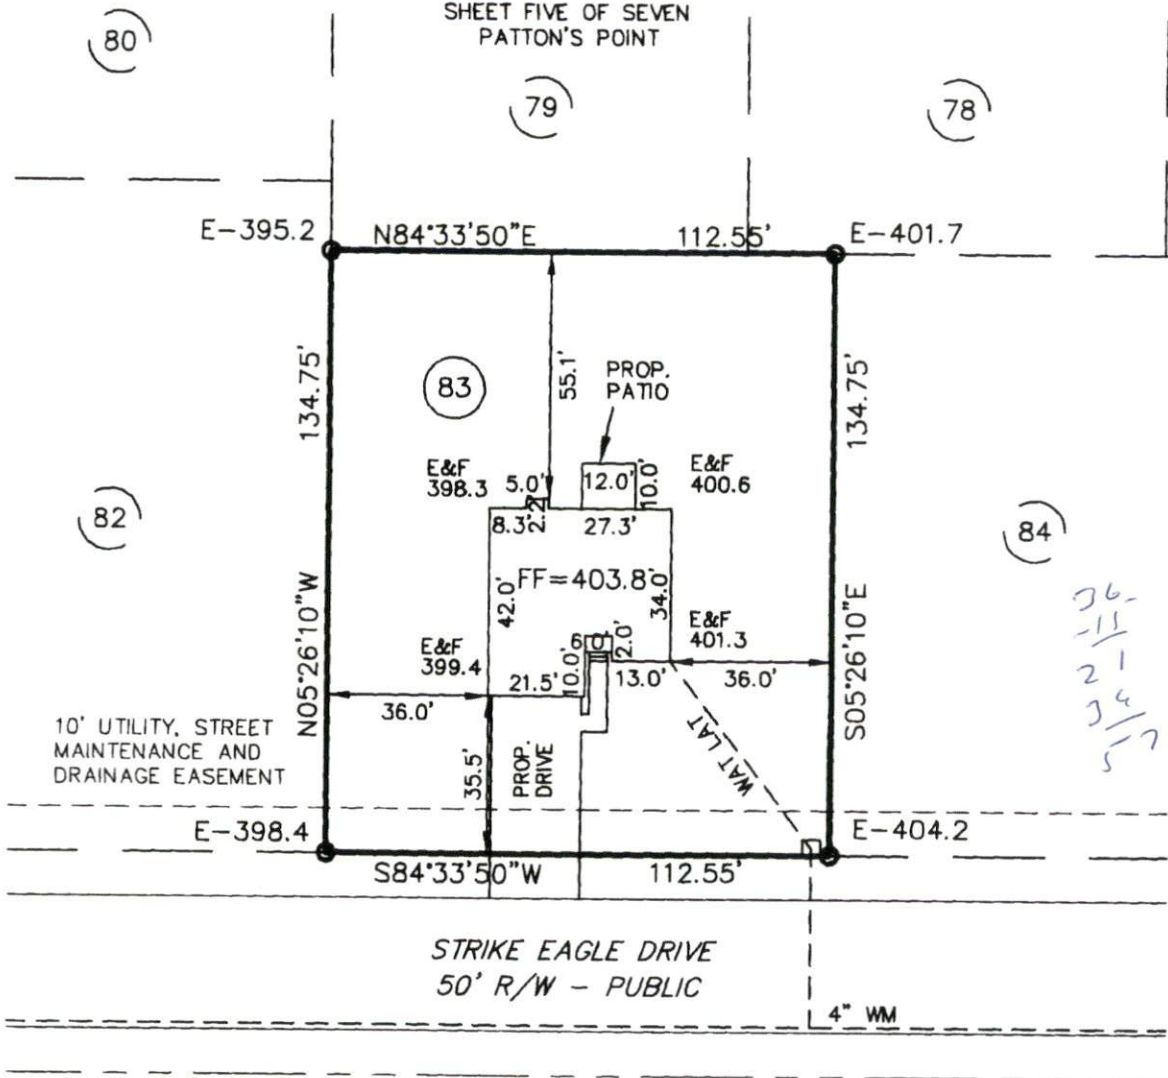 SHEET FIVE OF SEVEN
PATTON'S POINT
80
79
78
E-395.2
N84°33'50"E
112.55'
E-401.7
134.75'
83
55.1'
PROP.
PATIO
134.75'
E&F
398.3
5.0'
12.0'
10.0'
E&F
400.6
82
8.3'
2.2
27.3'
84
FF=403.8'
42.0'
34.0'
N05°26'10"W
S05°26'10"E
E&F
399.4
6
0'
2.0'
E&F
401.3
21.5'
10.0'
13.0'
36.0'
36.0'
36-
21
34
57
10' UTILITY, STREET
MAINTENANCE AND
DRAINAGE EASEMENT
35.5'
PROP.
DRIVE
WAT LAT
E-398.4
E-404.2
S84°33'50"W
112.55'
STRIKE EAGLE DRIVE
50' R/W - PUBLIC
4" WM